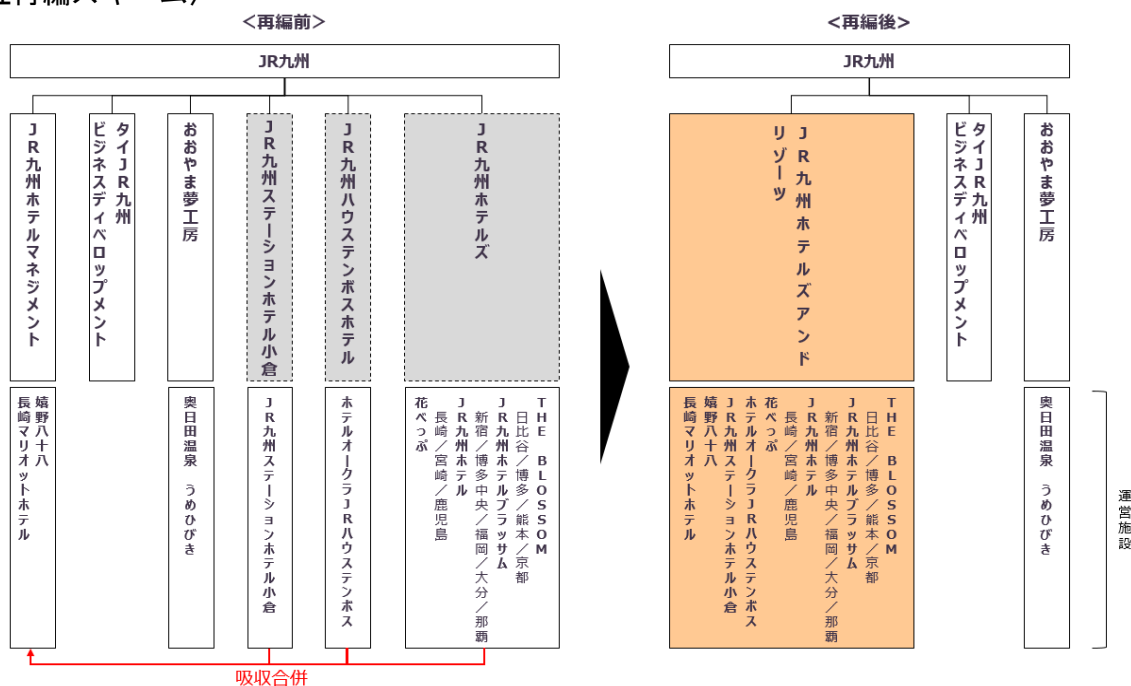 ＜再編前＞
JR九州
JR九州ホテルマネジメント
タイJR九州
ビジネスディベロップメント
おおやま夢工房
JR九州ステーションホテル小倉
JR九州ハウステンボスホテル
JR九州ホテルズ
嬉野八十八
長崎マリオットホテル
奥日田温泉　うめひびき
JR九州ステーションホテル小倉
ホテルオークラJRハウステンボス
THE BLOSSOM
日比谷／博多／熊本／京都
JR九州ホテルブラッサム
新宿／博多中央／福岡／大分／那覇
JR九州ホテル
長崎／宮崎／鹿児島
花べっぷ
吸収合併
＜再編後＞
JR九州
JR九州ホテルズアンド
リゾーツ
タイJR九州
ビジネスディベロップメント
おおやま夢工房
THE BLOSSOM
日比谷／博多／熊本／京都
JR九州ホテルブラッサム
新宿／博多中央／福岡／大分／那覇
JR九州ホテル
長崎／宮崎／鹿児島
花べっぷ
ホテルオークラJRハウステンボス
JR九州ステーションホテル小倉
嬉野八十八
長崎マリオットホテル
奥日田温泉　うめひびき
運営施設